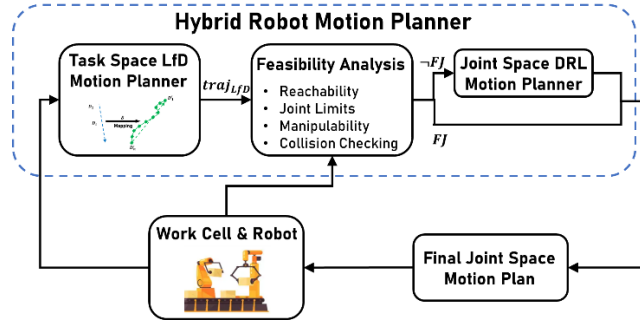 Hybrid Robot Motion Planner
Task Space LfD
Motion Planner
Mapping
traj_LfD
Feasibility Analysis
• Reachability
• Joint Limits
• Manipulability
• Collision Checking
¬FJ
FJ
Joint Space DRL
Motion Planner
Work Cell & Robot
Final Joint Space
Motion Plan